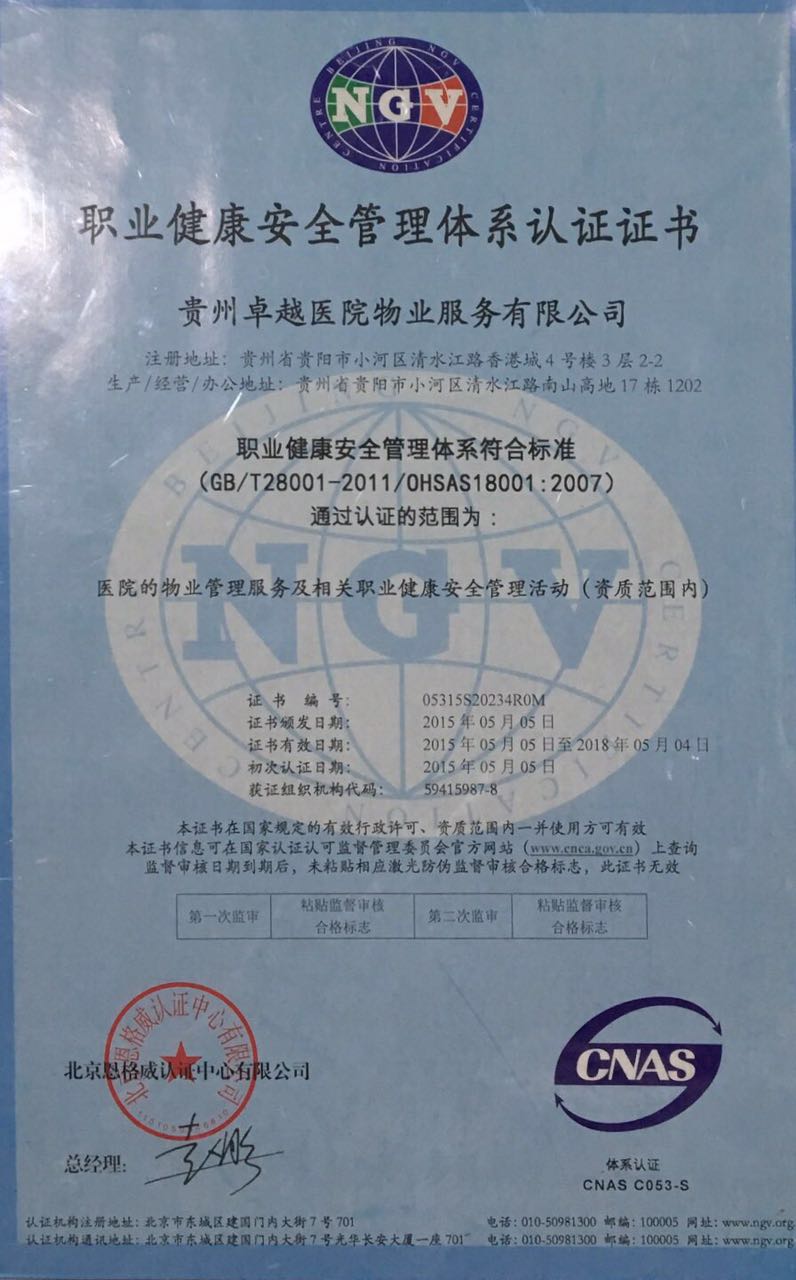 BEIJING NGV CERTIFICATION CENTRE
NGV
职业健康安全管理体系认证证书
贵州卓越医院物业服务有限公司
注册地址：贵州省贵阳市小河区清水江路香港城4号楼3层2-2
生产/经营/办公地址：贵州省贵阳市小河区清水江路南山高地17栋1202
BEIJING NGV CERTIFICATION CENTR
职业健康安全管理体系符合标准
（GB/T28001-2011/OHSAS18001:2007）
通过认证的范围为：
NGV
医院的物业管理服务及相关职业健康安全管理活动（资质范围内）
证书编号： 05315S20234R0M
证书颁发日期： 2015年05月05日
证书有效日期： 2015年05月05日至2018年05月04日
初次认证日期： 2015年05月05日
获证组织机构代码： 59415987-8
本证书在国家规定的有效行政许可、资质范围内一并使用方可有效
本证书信息可在国家认证认可监督管理委员会官方网站（www.cnca.gov.cn）上查询
监督审核日期到期后，未粘贴相应激光防伪监督审核合格标志，此证书无效
第一次监审 粘贴监督审核合格标志 第二次监审 粘贴监督审核合格标志
北京恩格威认证中心有限公司
北京恩格威认证中心有限公司
CNAS
总经理：
体系认证
CNAS C053-S
认证机构注册地址：北京市东城区建国门内大街7号701 电话：010-50981300 邮编：100005 网址：www.ngv.org
认证机构通讯地址：北京市东城区建国门内大街7号光华长安大厦一座701 电话：010-50981300 邮编：100005 网址：www.ngv.org